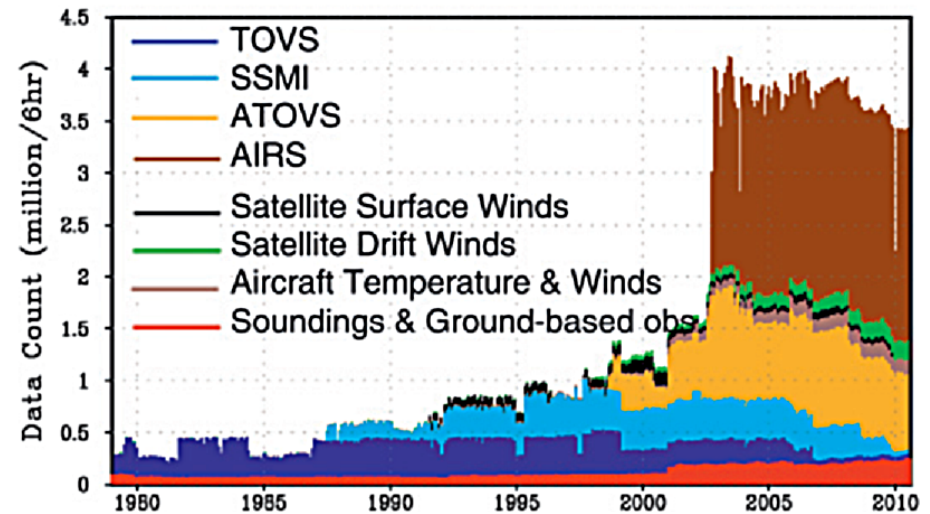 4.5
4
3.5
3
2.5
2
1.5
1
0.5
0
Data Count (million/6hr)
TOVS
SSMI
ATOVS
AIRS
Satellite Surface Winds
Satellite Drift Winds
Aircraft Temperature & Winds
Soundings & Ground-based obs.
1980 1985 1990 1995 2000 2005 2010